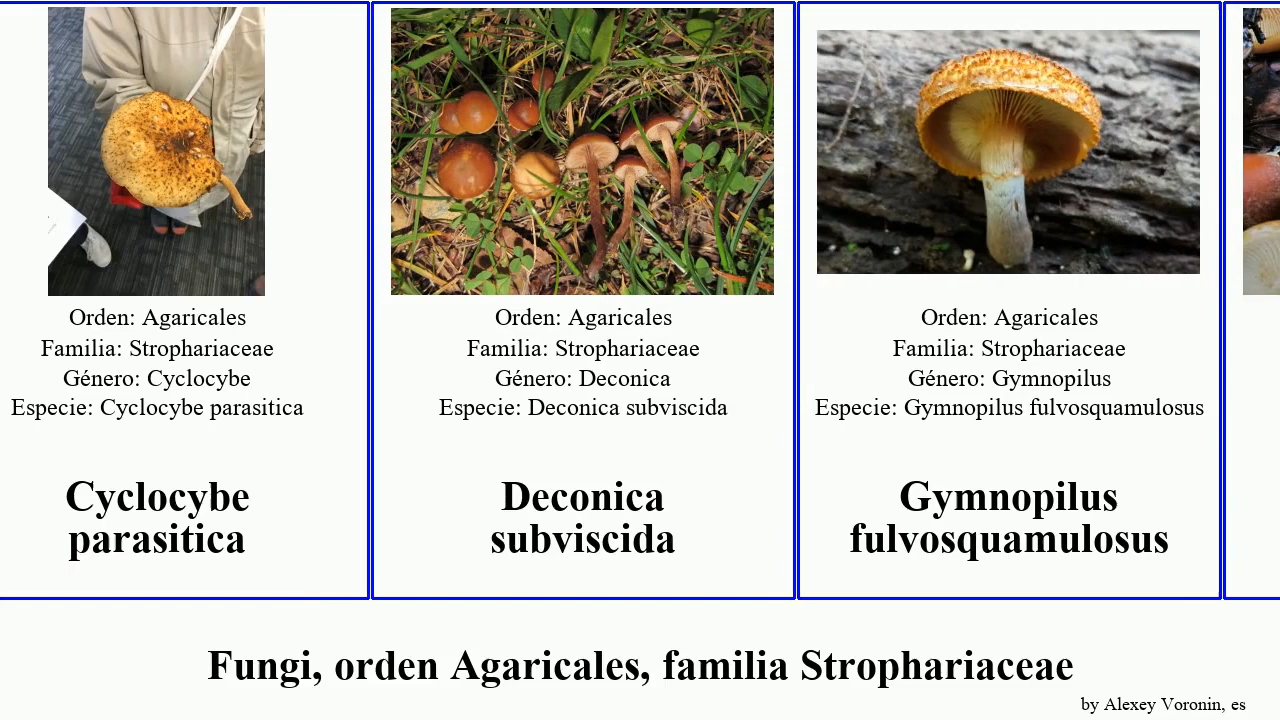 Orden: Agaricales
Familia: Strophariaceae
Género: Cyclocybe
Especie: Cyclocybe parasitica
Cyclocybe
parasitica
Orden: Agaricales
Familia: Strophariaceae
Género: Deconica
Especie: Deconica subviscida
Deconica
subviscida
Orden: Agaricales
Familia: Strophariaceae
Género: Gymnopilus
Especie: Gymnopilus fulvosquamulosus
Gymnopilus
fulvosquamulosus
Fungi, orden Agaricales, familia Strophariaceae
by Alexey Voronin, es